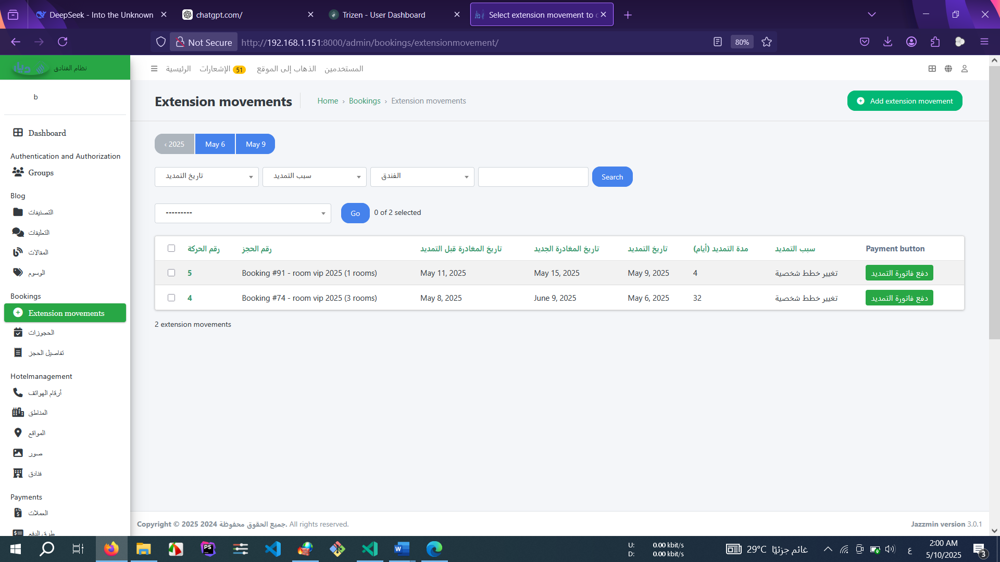 DeepSeek - Into the Unknown
chatgpt.com/
Trizen - User Dashboard
Select extension movement to
Not Secure
http://192.168.1.151:8000/admin/bookings/extensionmovement/
80%
نظام الفنادق
الرئيسية
الإشعارات 51
الذهاب إلى الموقع
المستخدمين
b
Extension movements
Home › Bookings › Extension movements
Add extension movement
Dashboard
Authentication and Authorization
Groups
Blog
التصنيفات
التعليقات
المقالات
الوسوم
Bookings
Extension movements
الحجوزات
تفاصيل الحجز
Hotelmanagement
أرقام الهواتف
المناطق
المواقع
صور
فنادق
Payments
العملات
طرق الدفع
‹ 2025
May 6
May 9
تاريخ التمديد
سبب التمديد
الفندق
Search
---------
Go
0 of 2 selected
رقم الحركة
رقم الحجز
تاريخ المغادرة قبل التمديد
تاريخ المغادرة الجديد
تاريخ التمديد
مدة التمديد (أيام)
سبب التمديد
Payment button
5
Booking #91 - room vip 2025 (1 rooms)
May 11, 2025
May 15, 2025
May 9, 2025
4
تغيير خطط شخصية
دفع فاتورة التمديد
4
Booking #74 - room vip 2025 (3 rooms)
May 8, 2025
June 9, 2025
May 6, 2025
32
تغيير خطط شخصية
دفع فاتورة التمديد
2 extension movements
Copyright © 2025 2024 جميع الحقوق محفوظة. All rights reserved.
Jazzmin version 3.0.1
U: 0.00 kbit/s
D: 0.00 kbit/s
29°C غائم جزئيًا
ع
2:00 AM
5/10/2025
3